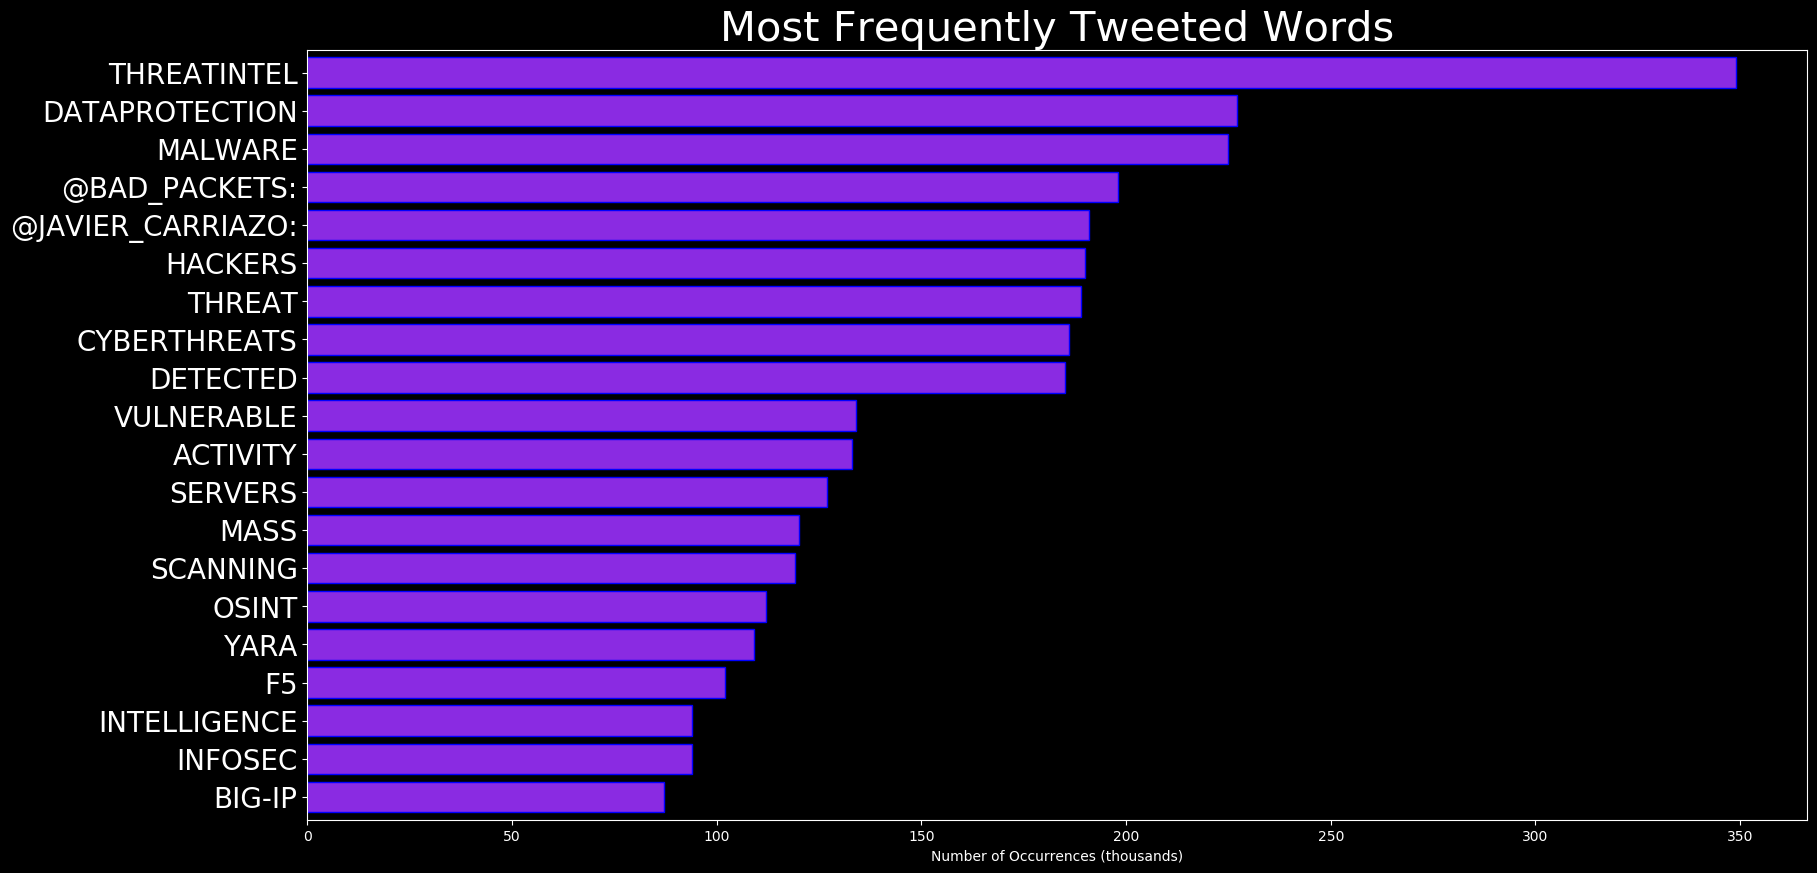 Most Frequently Tweeted Words
THREATINTEL
DATAPROTECTION
MALWARE
@BAD_PACKETS:
@JAVIER_CARRIAZO:
HACKERS
THREAT
CYBERTHREATS
DETECTED
VULNERABLE
ACTIVITY
SERVERS
MASS
SCANNING
OSINT
YARA
F5
INTELLIGENCE
INFOSEC
BIG-IP
0 50 100 150 200 250 300 350
Number of Occurrences (thousands)